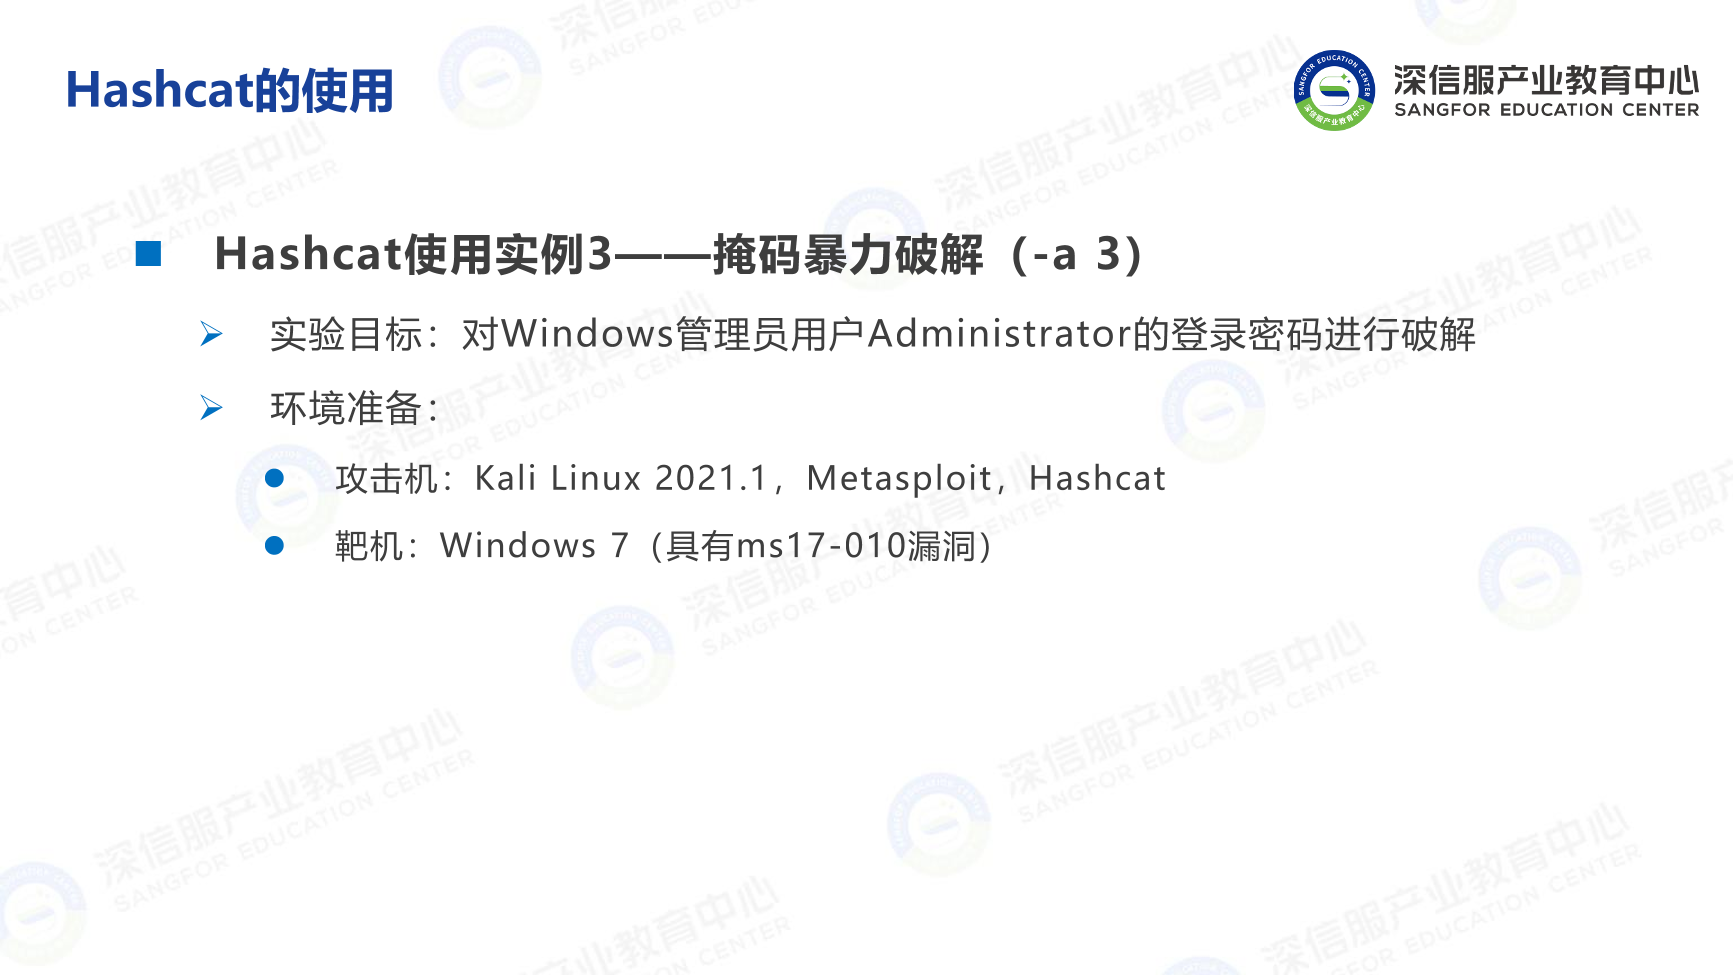 Hashcat的使用
深信服产业教育中心
SANGFOR EDUCATION CENTER
Hashcat使用实例3——掩码暴力破解（-a 3）
实验目标：对Windows管理员用户Administrator的登录密码进行破解
环境准备：
攻击机：Kali Linux 2021.1，Metasploit，Hashcat
靶机：Windows 7（具有ms17-010漏洞）